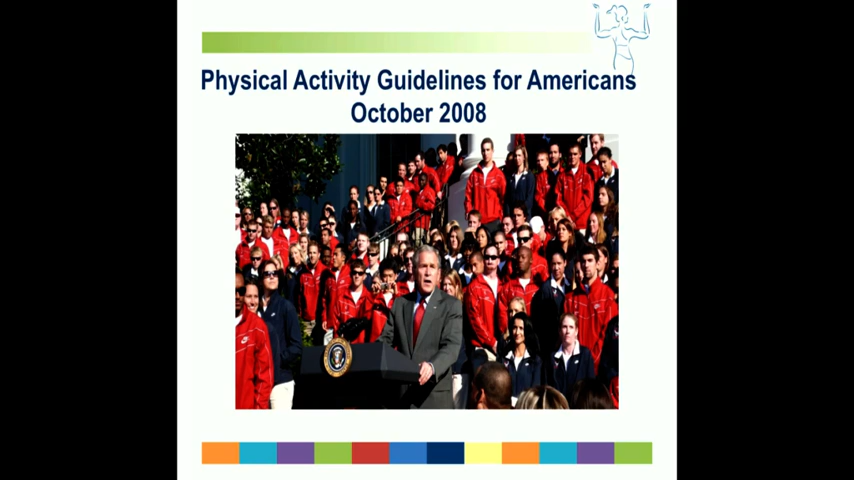 Physical Activity Guidelines for Americans
October 2008